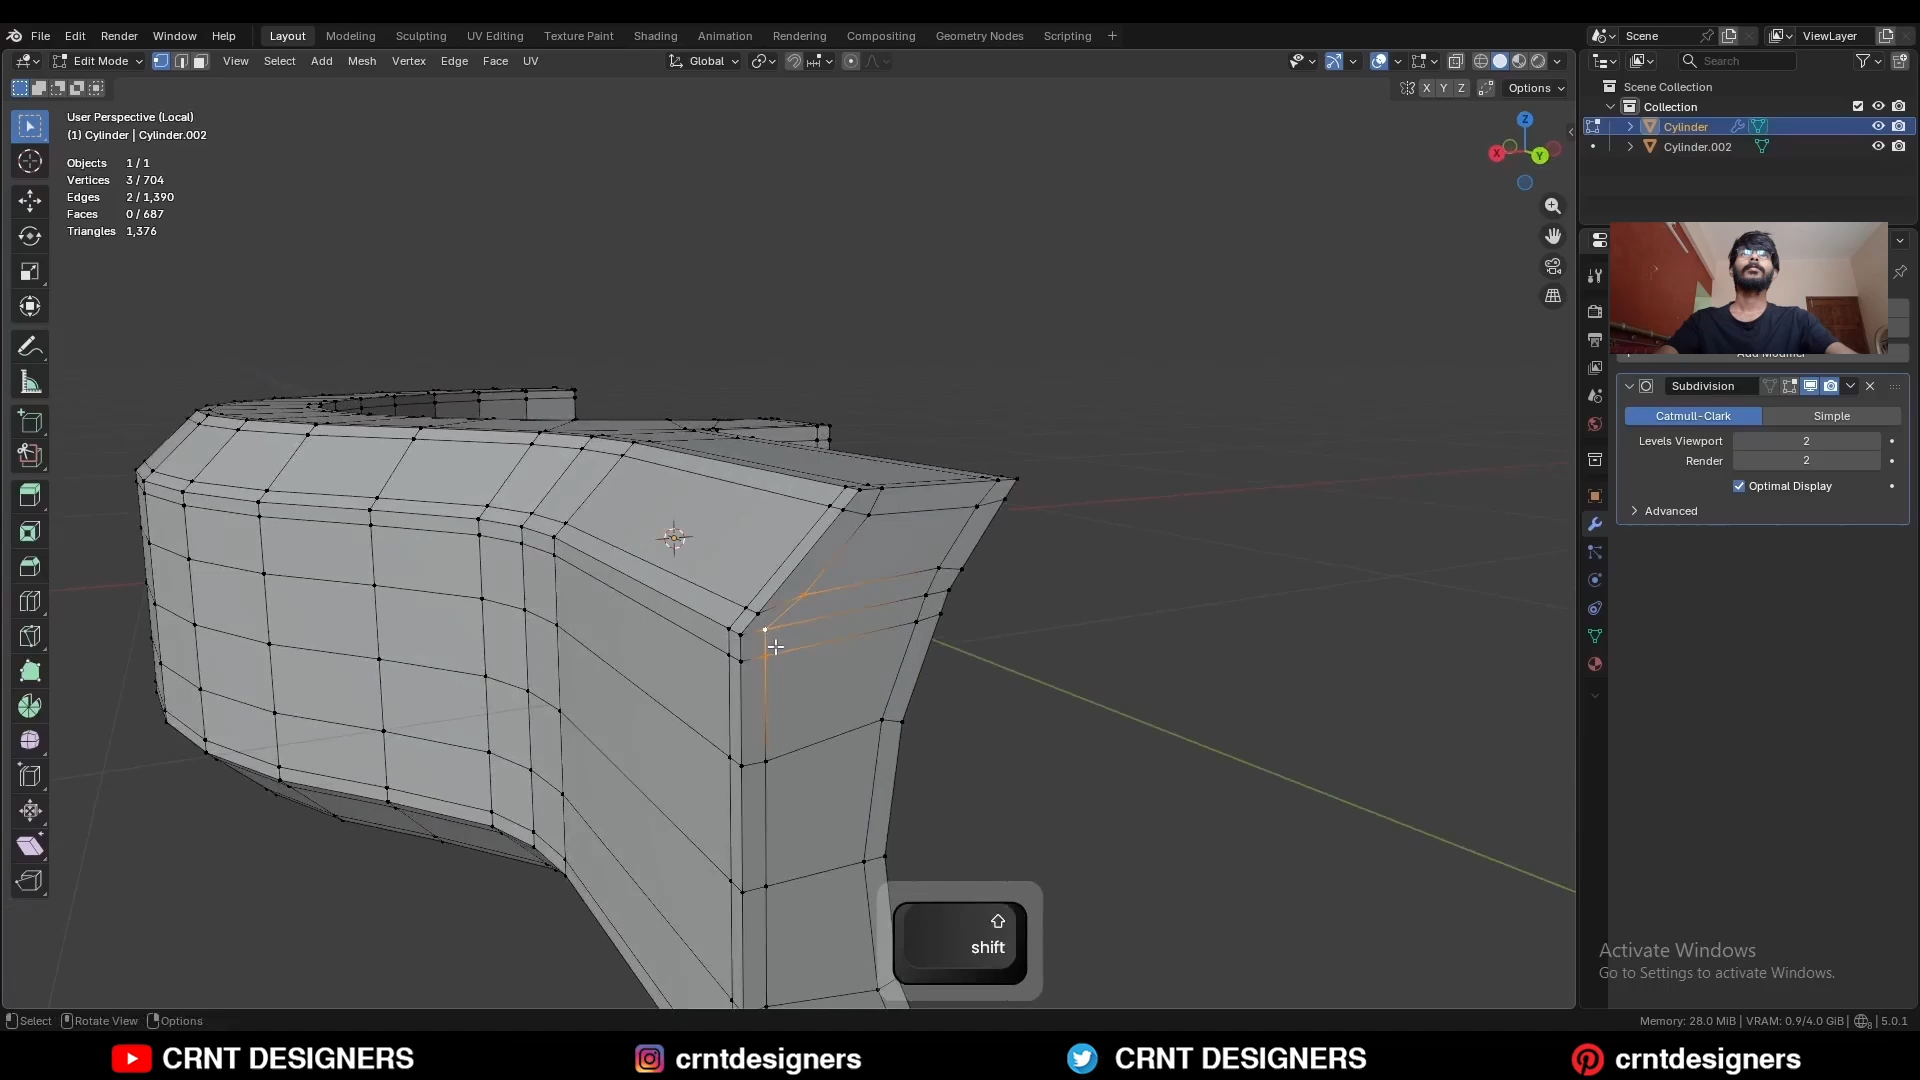 File Edit Render Window Help Layout Modeling Sculpting UV Editing Texture Paint Shading Animation Rendering Compositing Geometry Nodes Scripting + Scene ViewLayer
Edit Mode View Select Add Mesh Vertex Edge Face UV Global Search
X Y Z Options
Scene Collection
Collection
Cylinder
Cylinder.002
User Perspective (Local)
(1) Cylinder | Cylinder.002
Objects 1 / 1
Vertices 3 / 704
Edges 2 / 1,390
Faces 0 / 687
Triangles 1,376
Z
X Y
Subdivision
Catmull-Clark Simple
Levels Viewport 2
Render 2
Optimal Display
Advanced
shift
Activate Windows
Go to Settings to activate Windows.
Select Rotate View Options Memory: 28.0 MiB | VRAM: 0.9/4.0 GiB | 5.0.1
CRNT DESIGNERS crntdesigners CRNT DESIGNERS crntdesigners